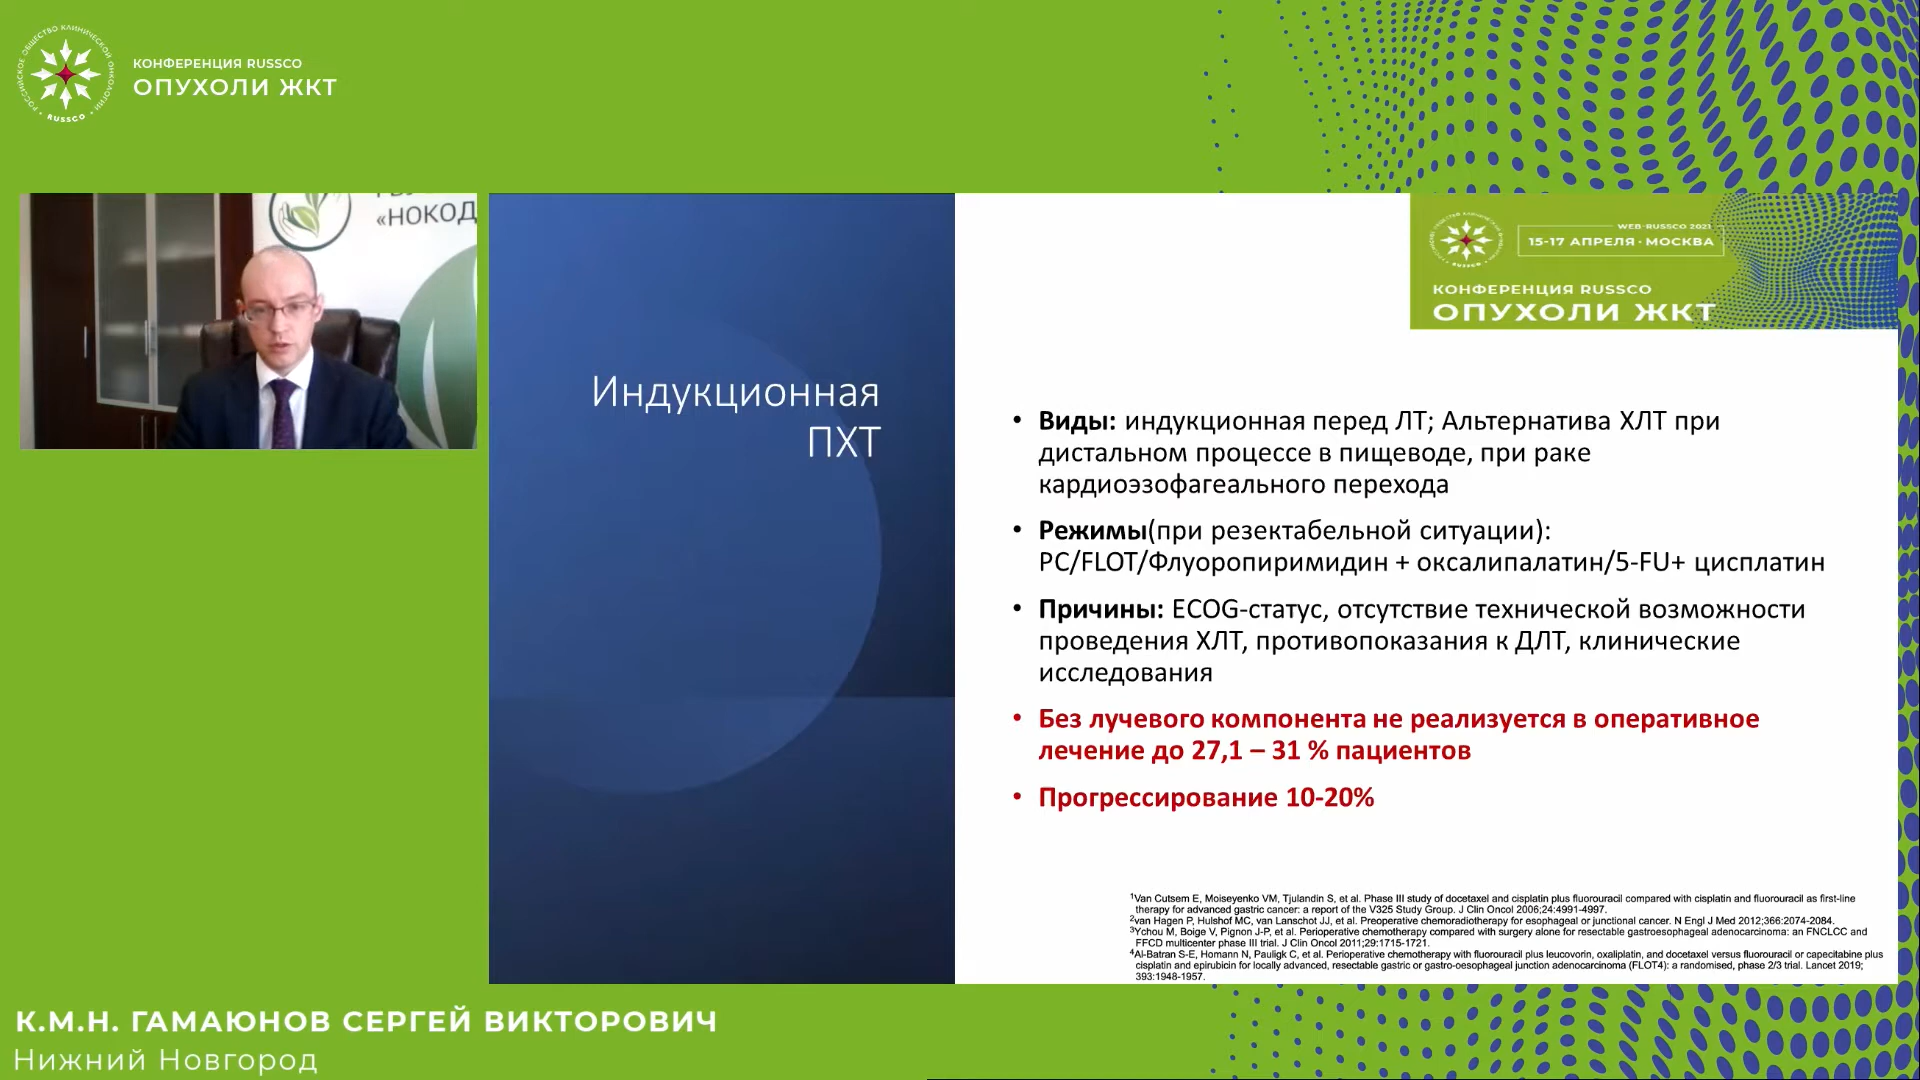 РОССИЙСКОЕ ОБЩЕСТВО КЛИНИЧЕСКОЙ ОНКОЛОГИИ
RUSSCO
КОНФЕРЕНЦИЯ RUSSCO
ОПУХОЛИ ЖКТ
«НОКОД
Индукционная
ПХТ
WEB-RUSSCO 2021
15-17 АПРЕЛЯ·МОСКВА
КОНФЕРЕНЦИЯ RUSSCO
ОПУХОЛИ ЖКТ
• Виды: индукционная перед ЛТ; Альтернатива ХЛТ при
дистальном процессе в пищеводе, при раке
кардиоэзофагеального перехода
• Режимы(при резектабельной ситуации):
PC/FLOT/Флуоропиримидин + оксалипалатин/5-FU+ цисплатин
• Причины: ECOG-статус, отсутствие технической возможности
проведения ХЛТ, противопоказания к ДЛТ, клинические
исследования
• Без лучевого компонента не реализуется в оперативное
лечение до 27,1 – 31 % пациентов
• Прогрессирование 10-20%
¹Van Cutsem E, Moiseyenko VM, Tjulandin S, et al. Phase III study of docetaxel and cisplatin plus fluorouracil compared with cisplatin and fluorouracil as first-line
therapy for advanced gastric cancer: a report of the V325 Study Group. J Clin Oncol 2006;24:4991-4997.
²van Hagen P, Hulshof MC, van Lanschot JJ, et al. Preoperative chemoradiotherapy for esophageal or junctional cancer. N Engl J Med 2012;366:2074-2084.
³Ychou M, Boige V, Pignon J-P, et al. Perioperative chemotherapy compared with surgery alone for resectable gastroesophageal adenocarcinoma: an FNCLCC and
FFCD multicenter phase III trial. J Clin Oncol 2011;29:1715-1721.
⁴Al-Batran S-E, Homann N, Pauligk C, et al. Perioperative chemotherapy with fluorouracil plus leucovorin, oxaliplatin, and docetaxel versus fluorouracil or capecitabine plus
cisplatin and epirubicin for locally advanced, resectable gastric or gastro-oesophageal junction adenocarcinoma (FLOT4): a randomised, phase 2/3 trial. Lancet 2019;
393:1948-1957.
К.М.Н. ГАМАЮНОВ СЕРГЕЙ ВИКТОРОВИЧ
Нижний Новгород